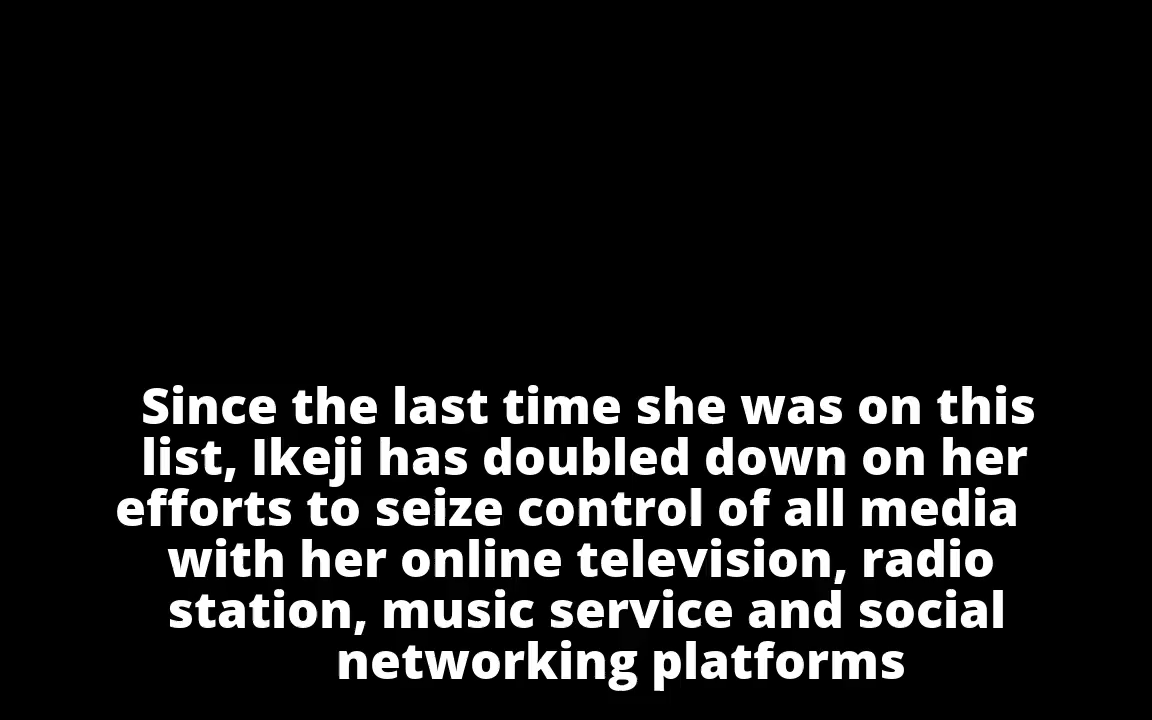 Since the last time she was on this
list, Ikeji has doubled down on her
efforts to seize control of all media
with her online television, radio
station, music service and social
networking platforms